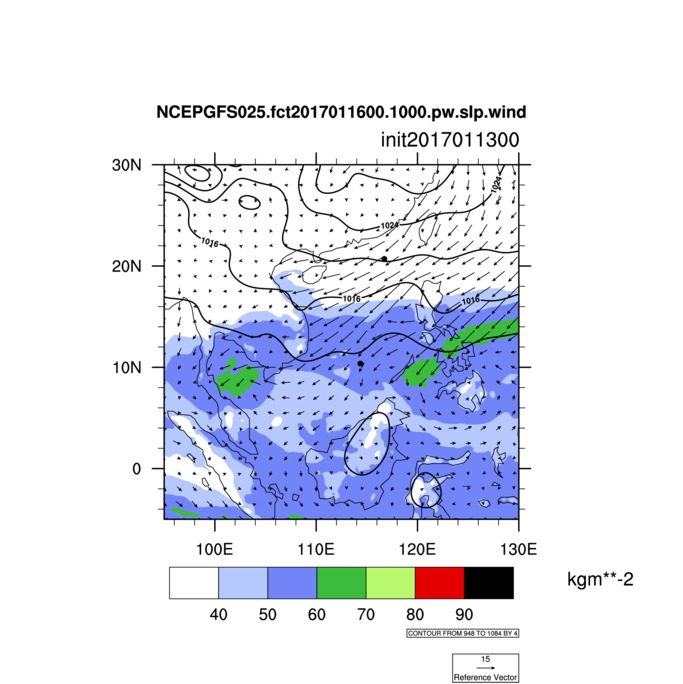 NCEPGFS025.fct2017011600.1000.pw.slp.wind
init2017011300
30N
20N
10N
0
1024
1024
1016
1016
1016
100E 110E 120E 130E
kgm**-2
40 50 60 70 80 90
CONTOUR FROM 948 TO 1084 BY 4
15
Reference Vector